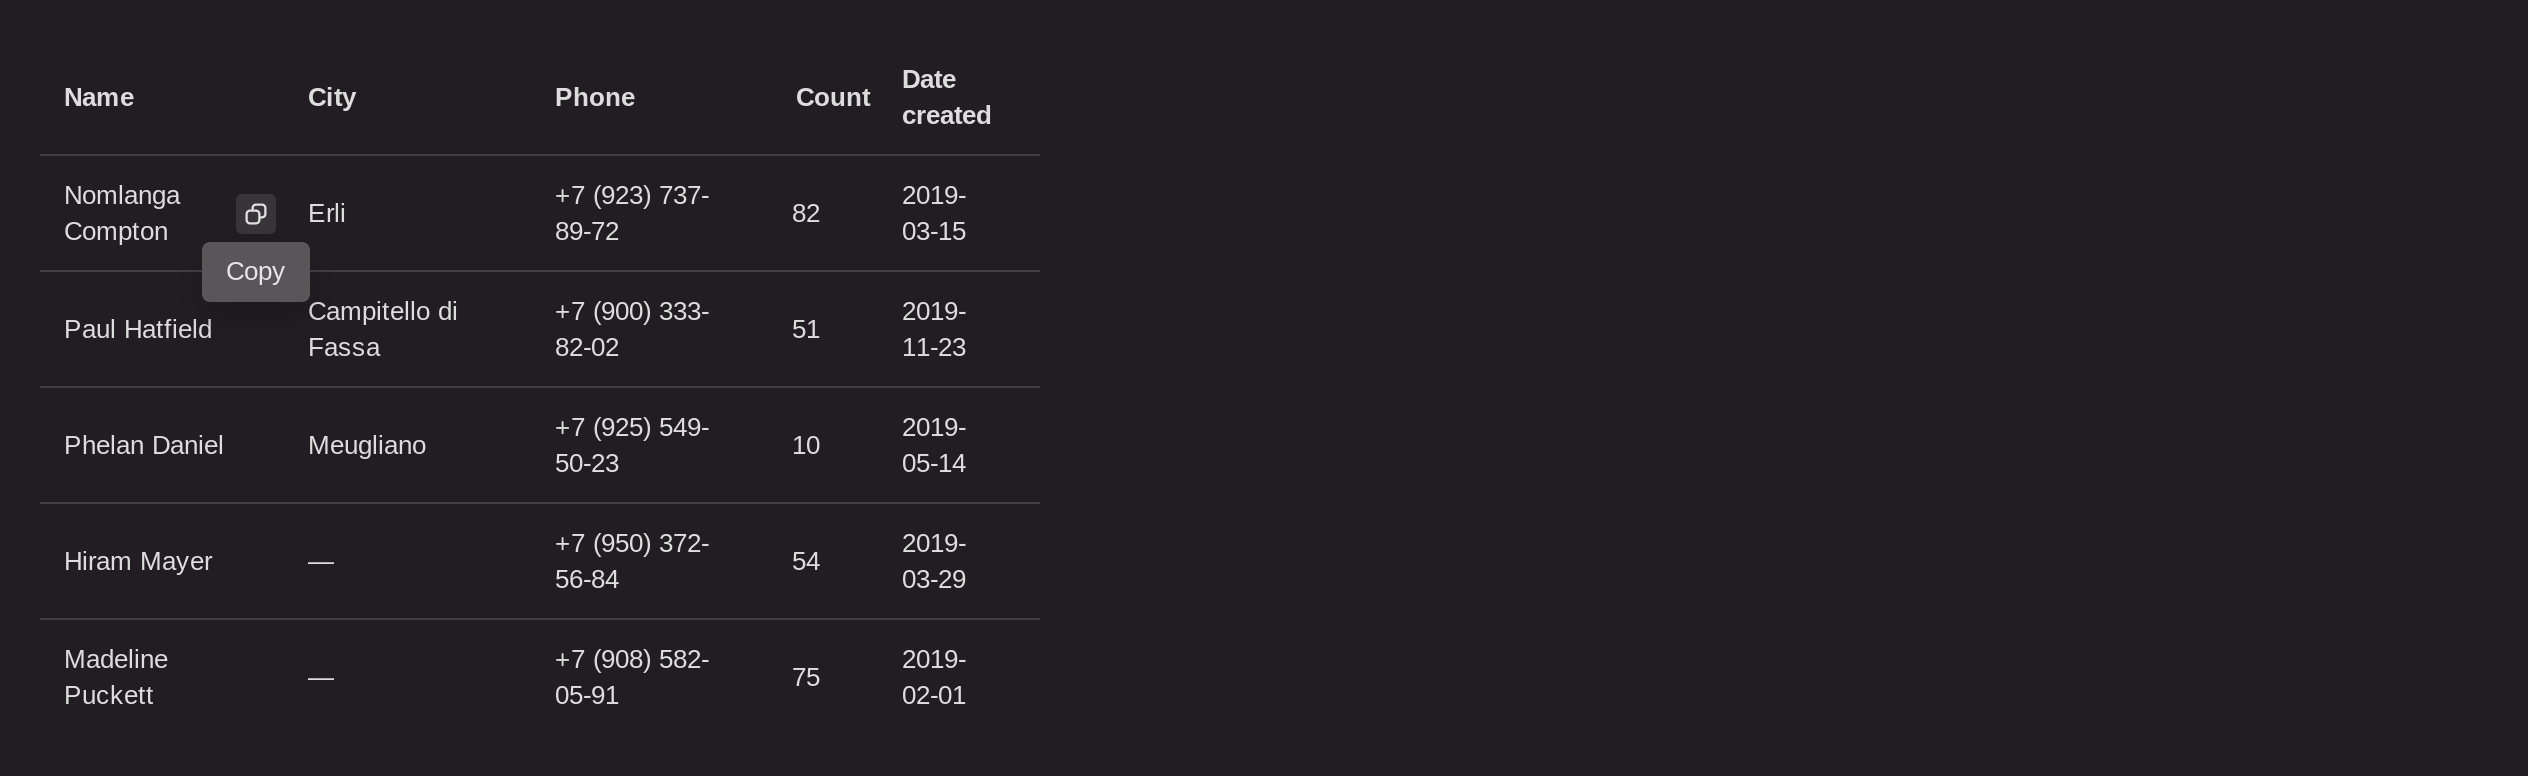 Name City Phone Count Date created
Nomlanga Compton Erli +7 (923) 737-89-72 82 2019-03-15
Copy
Paul Hatfield Campitello di Fassa +7 (900) 333-82-02 51 2019-11-23
Phelan Daniel Meugliano +7 (925) 549-50-23 10 2019-05-14
Hiram Mayer — +7 (950) 372-56-84 54 2019-03-29
Madeline Puckett — +7 (908) 582-05-91 75 2019-02-01